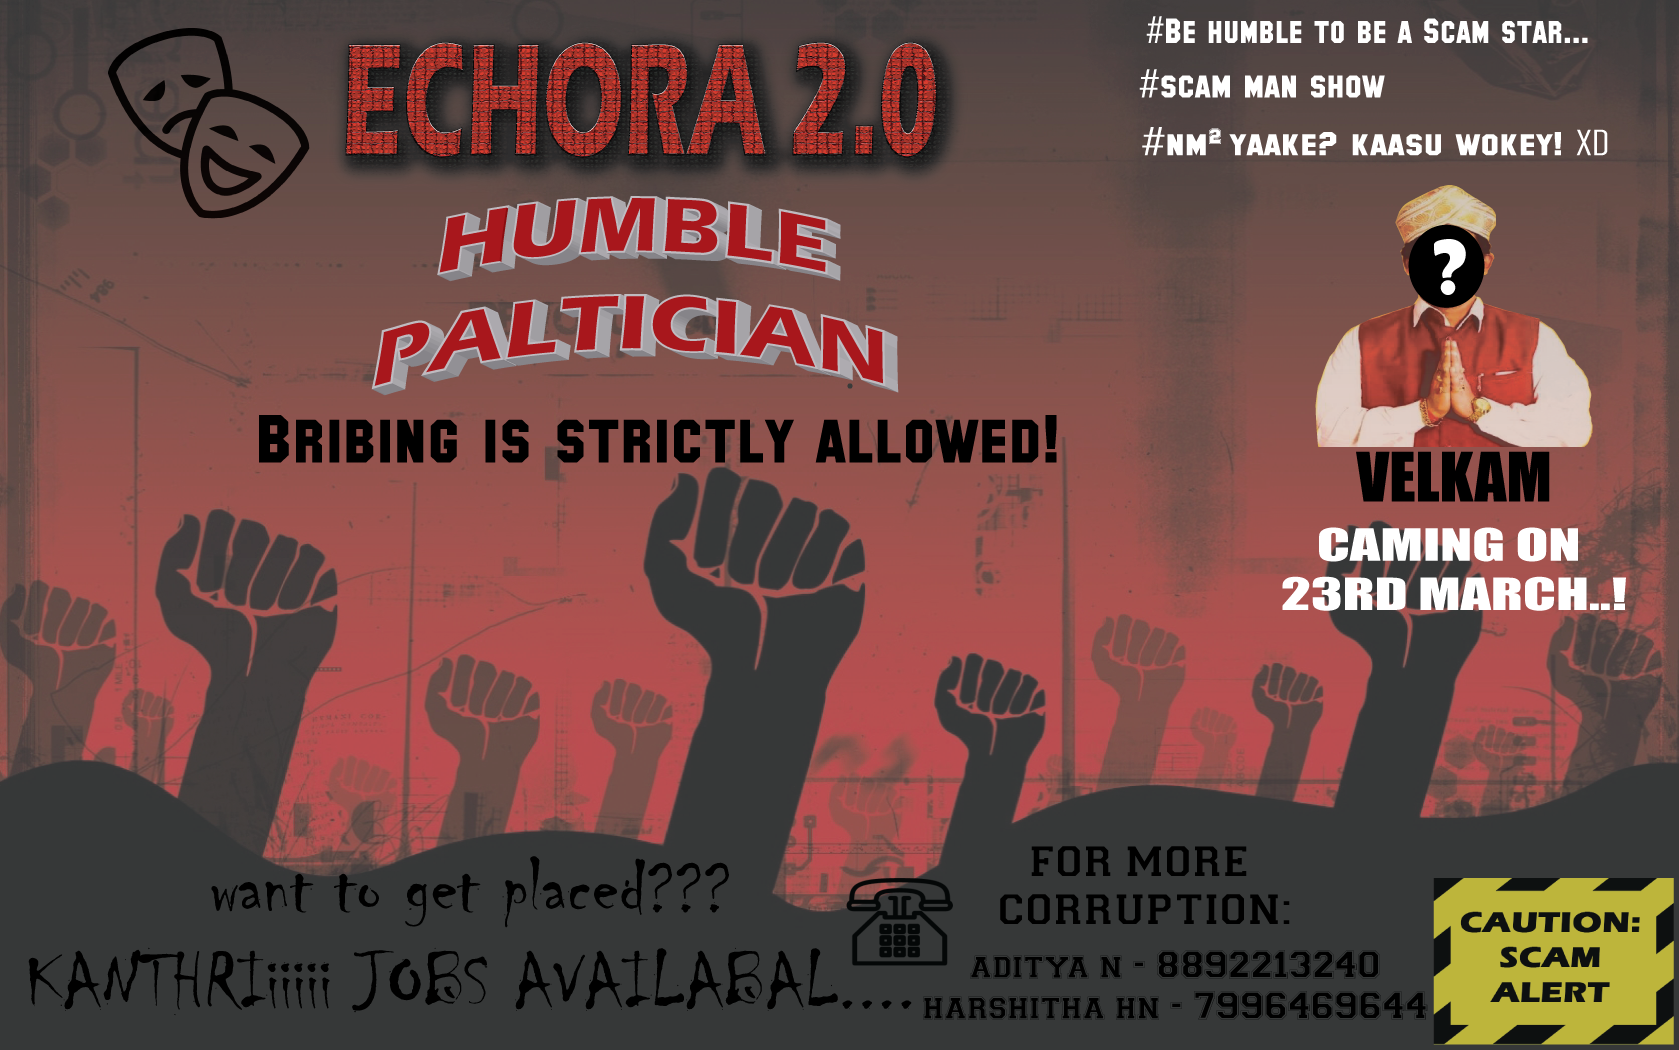 ECHORA 2.0
HUMBLE
PALTICIAN
BRIBING IS STRICTLY ALLOWED!
#BE HUMBLE TO BE A SCAM STAR...
#SCAM MAN SHOW
#NM² YAAKE? KAASU WOKEY! XD
?
VELKAM
CAMING ON
23RD MARCH..!
want to get placed???
KANTHRIiiiii JOBS AVAILABAL....
FOR MORE
CORRUPTION:
ADITYA N - 8892213240
HARSHITHA HN - 7996469644
CAUTION:
SCAM
ALERT